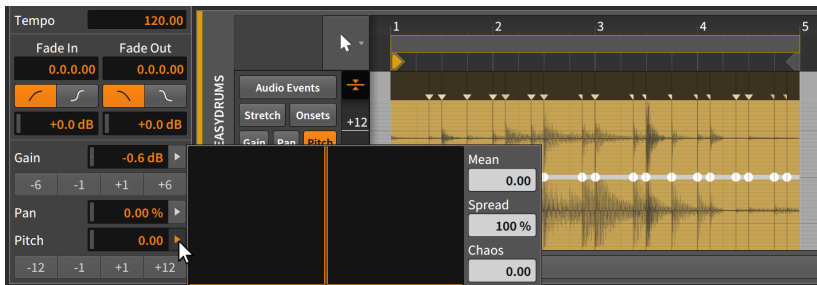 Tempo 120.00
Fade In Fade Out
0.0.0.00 0.0.0.00
+0.0 dB +0.0 dB
Gain -0.6 dB
-6 -1 +1 +6
Pan 0.00 %
Pitch 0.00
-12 -1 +1 +12
EASYDRUMS
Audio Events
Stretch Onsets
Gain Pan Pitch
+12
1 2 3 4 5
Mean
0.00
Spread
100 %
Chaos
0.00